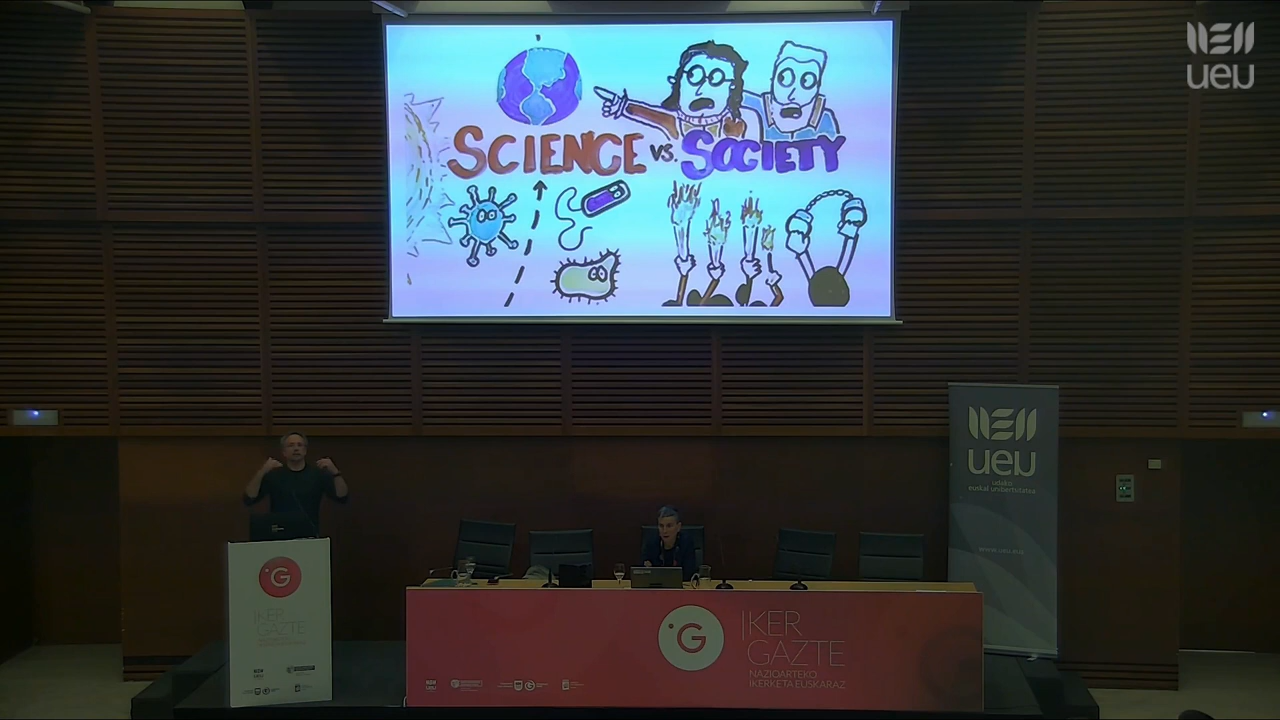 ueu
SCIENCE vs. SOCIETY
ueu
udako
euskal unibertsitatea
www.ueu.eus
G
IKER
GAZTE
G
IKER
GAZTE
NAZIOARTEKO
IKERKETA EUSKARAZ